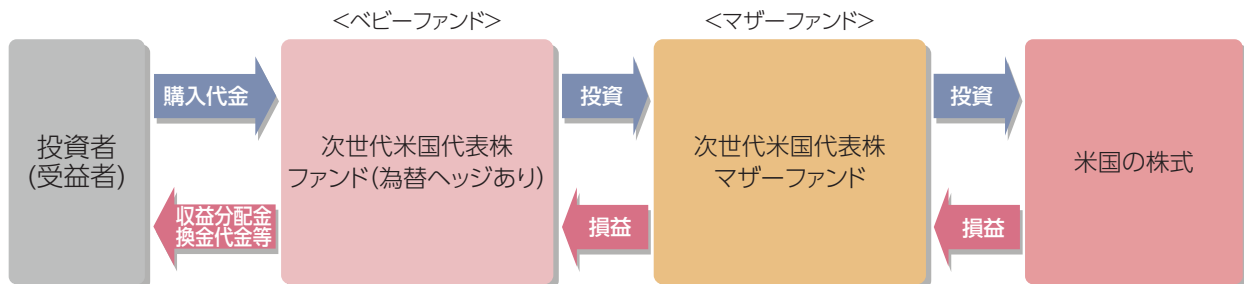 <ベビーファンド>
<マザーファンド>
投資者
(受益者)
購入代金
収益分配金
換金代金等
次世代米国代表株
ファンド(為替ヘッジあり)
投資
損益
次世代米国代表株
マザーファンド
投資
損益
米国の株式